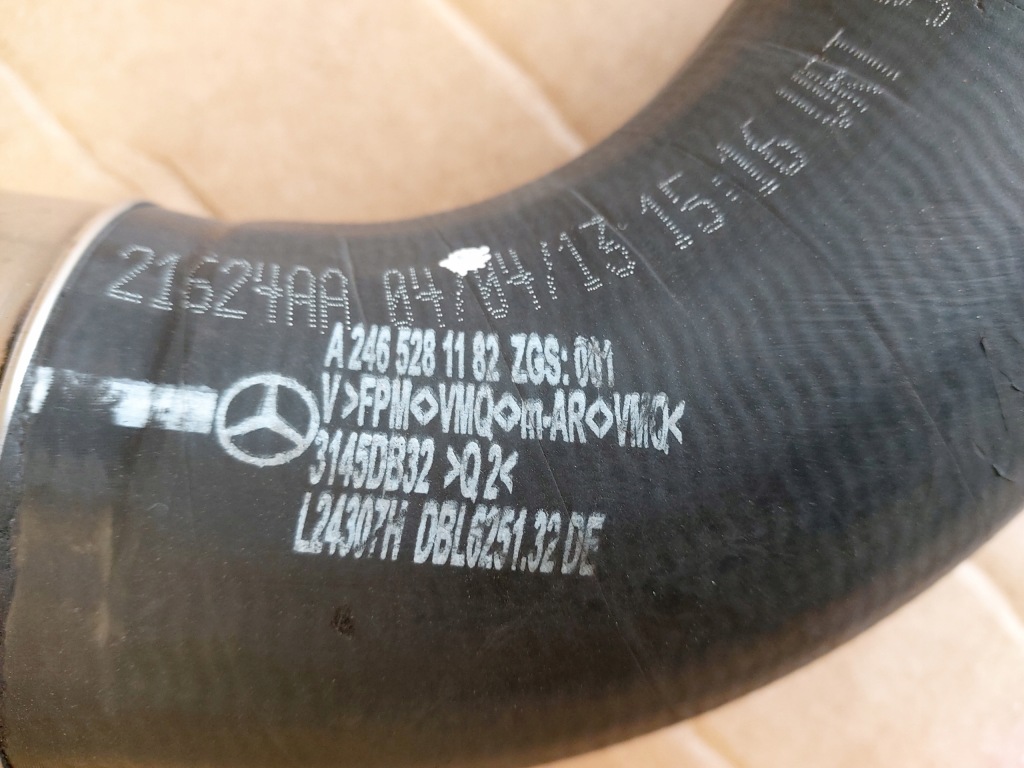 21624AA 04/04/13 15:16
A 246 528 11 82 ZGS: 001
V>FPM◇VMQ◇m-AR◇VMQ<
3145DB32 >Q2<
L24307H DBL6251.32 DE